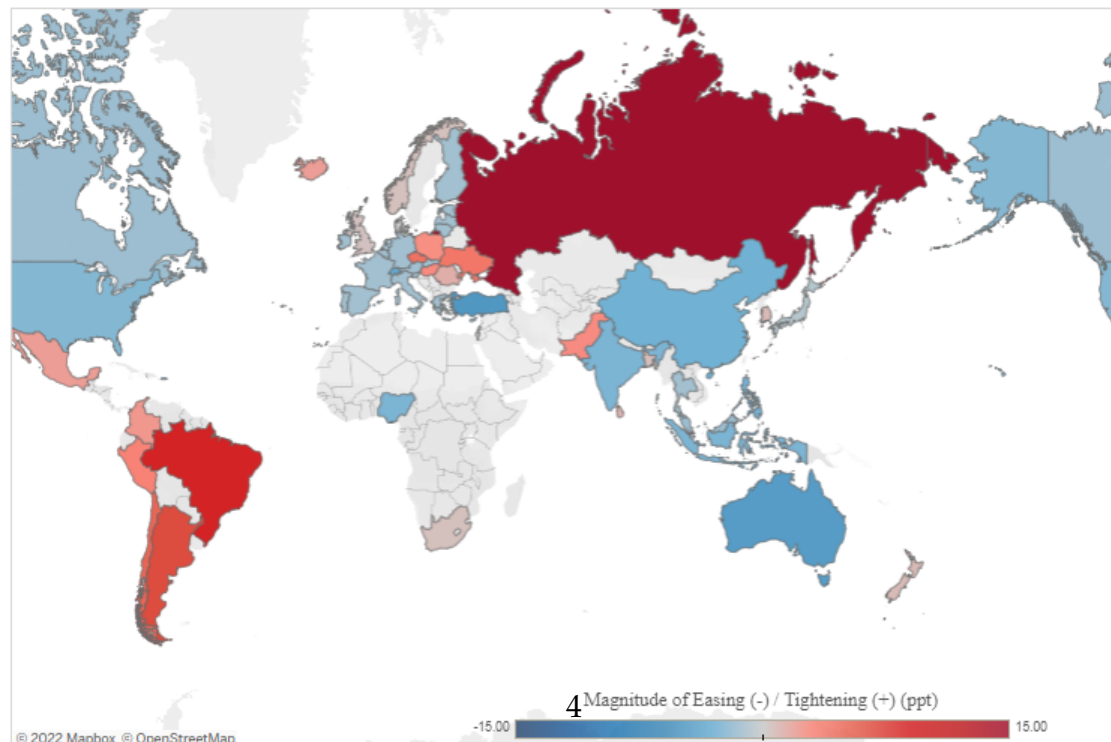 4
Magnitude of Easing (-) / Tightening (+) (ppt)
-15.00 15.00
© 2022 Mapbox © OpenStreetMap